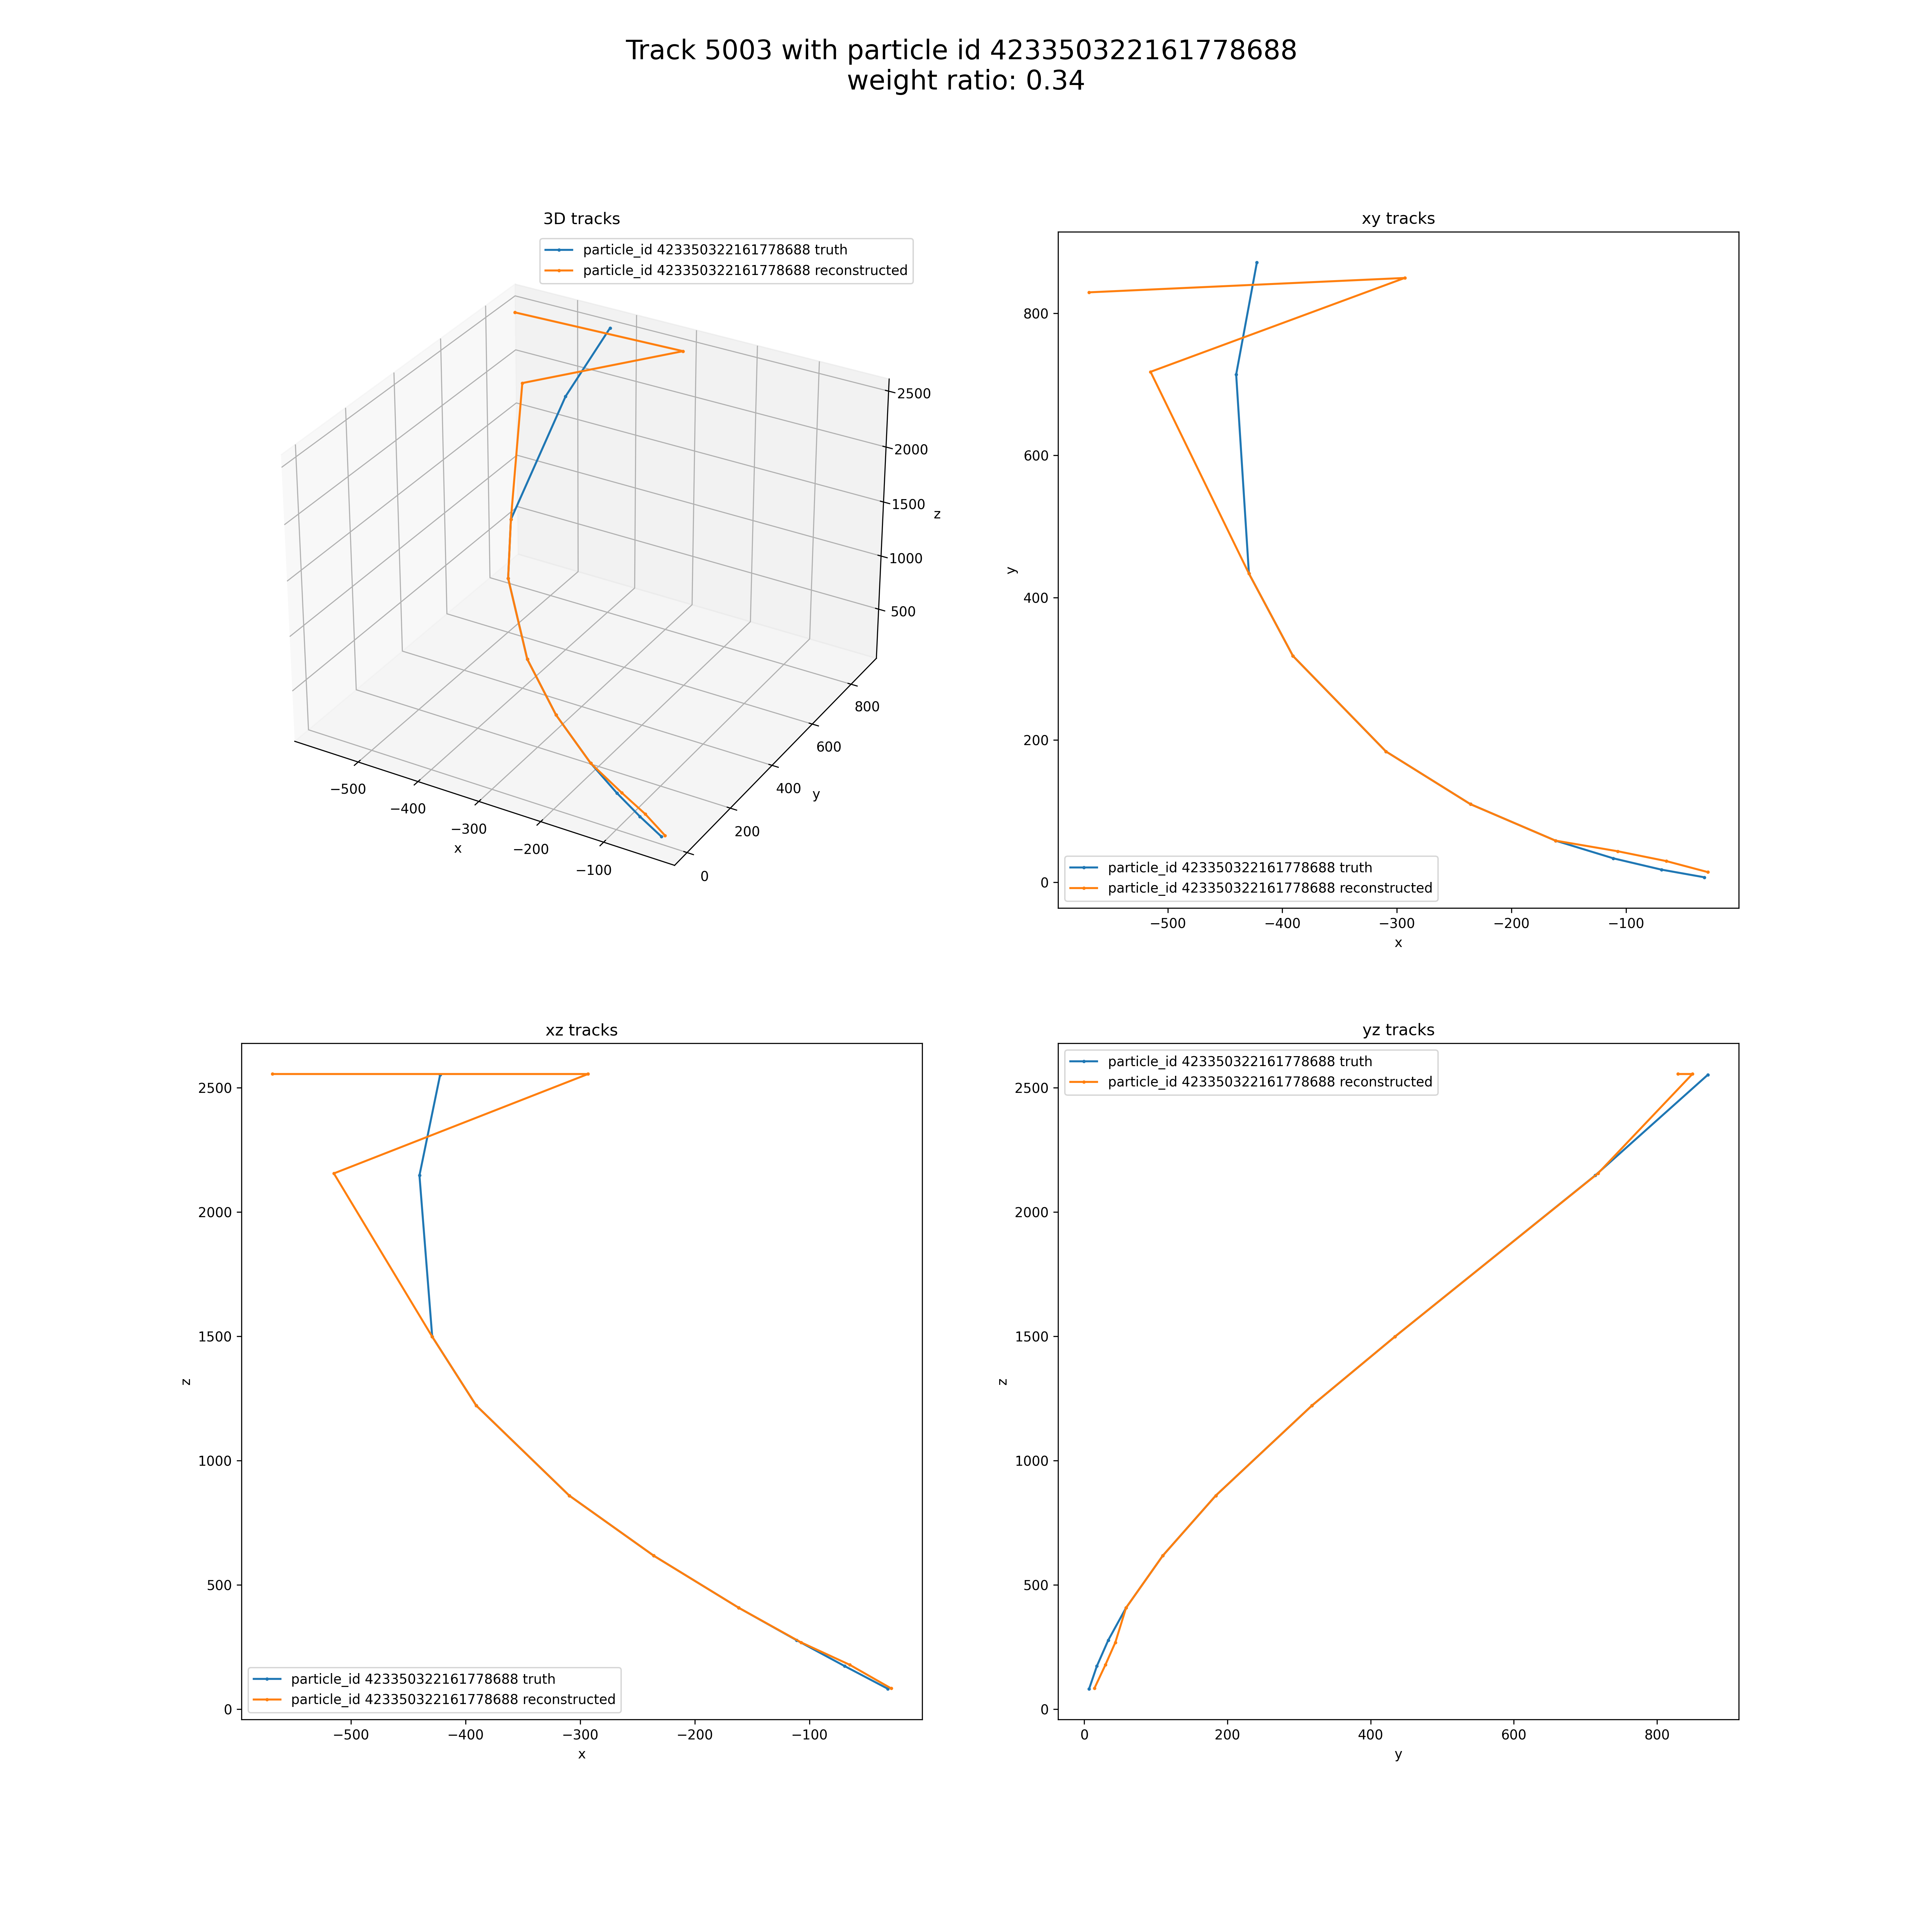 Track 5003 with particle id 423350322161778688
weight ratio: 0.34
3D tracks
particle_id 423350322161778688 truth
particle_id 423350322161778688 reconstructed
2500
2000
1500
z
1000
500
800
600
400
y
200
0
−500
−400
−300
x
−200
−100
xy tracks
800
600
y
400
200
0
particle_id 423350322161778688 truth
particle_id 423350322161778688 reconstructed
−500 −400 −300 −200 −100
x
xz tracks
2500
2000
1500
z
1000
500
0
particle_id 423350322161778688 truth
particle_id 423350322161778688 reconstructed
−500 −400 −300 −200 −100
x
yz tracks
particle_id 423350322161778688 truth
particle_id 423350322161778688 reconstructed
2500
2000
1500
z
1000
500
0
0 200 400 600 800
y